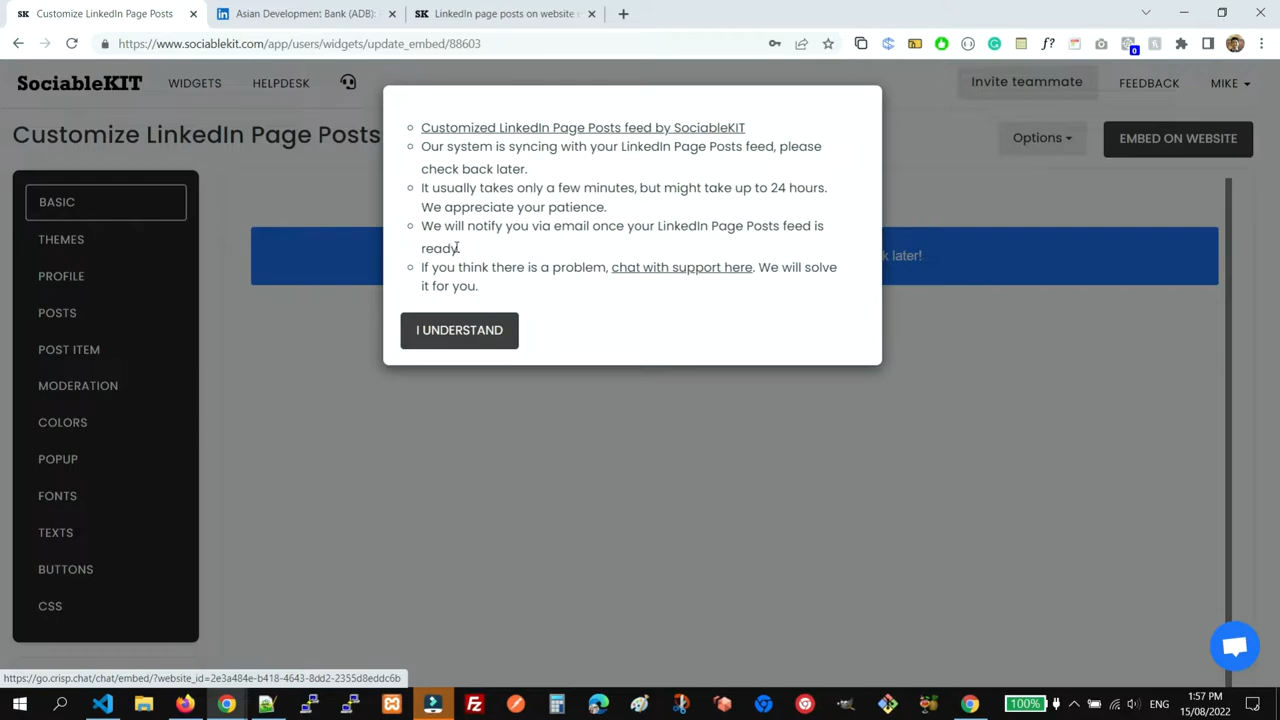 SK Customize LinkedIn Page Posts
Asian Development Bank (ADB):
SK LinkedIn page posts on website e
https://www.sociablekit.com/app/users/widgets/update_embed/88603
SociableKIT
WIDGETS
HELPDESK
Invite teammate
FEEDBACK
MIKE
Customize LinkedIn Page Posts
Options
EMBED ON WEBSITE
BASIC
THEMES
PROFILE
POSTS
POST ITEM
MODERATION
COLORS
POPUP
FONTS
TEXTS
BUTTONS
CSS
Customized LinkedIn Page Posts feed by SociableKIT
Our system is syncing with your LinkedIn Page Posts feed, please
check back later.
It usually takes only a few minutes, but might take up to 24 hours.
We appreciate your patience.
We will notify you via email once your LinkedIn Page Posts feed is
ready.
If you think there is a problem, chat with support here. We will solve
it for you.
I UNDERSTAND
k later!
https://go.crisp.chat/chat/embed/?website_id=2e3a484e-b418-4643-8dd2-2355d8eddc6b
100%
ENG
1:57 PM
15/08/2022